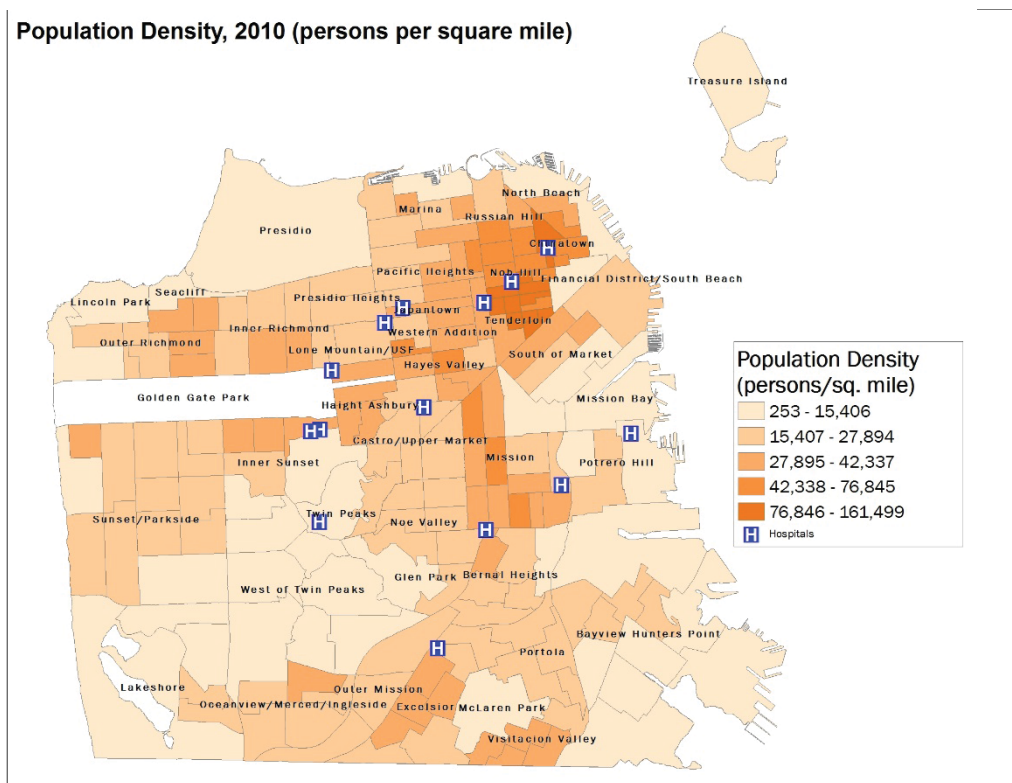 Population Density, 2010 (persons per square mile)
Treasure Island
North Beach
Marina
Russian Hill
Presidio
Chinatown
Pacific Heights
Nob Hill
Financial District/South Beach
Seacliff
Lincoln Park
Presidio Heights
Japantown
Inner Richmond
Western Addition
Tenderloin
Outer Richmond
Lone Mountain/USF
South of Market
Hayes Valley
Golden Gate Park
Haight Ashbury
Mission Bay
Castro/Upper Market
Inner Sunset
Mission
Potrero Hill
Twin Peaks
Sunset/Parkside
Noe Valley
Glen Park
Bernal Heights
West of Twin Peaks
Bayview Hunters Point
Portola
Lakeshore
Outer Mission
Oceanview/Merced/Ingleside
Excelsior
McLaren Park
Visitacion Valley
Population Density
(persons/sq. mile)
253 - 15,406
15,407 - 27,894
27,895 - 42,337
42,338 - 76,845
76,846 - 161,499
H Hospitals
H
H
H
H
H
H
H
H
H
H
H
H
H
H